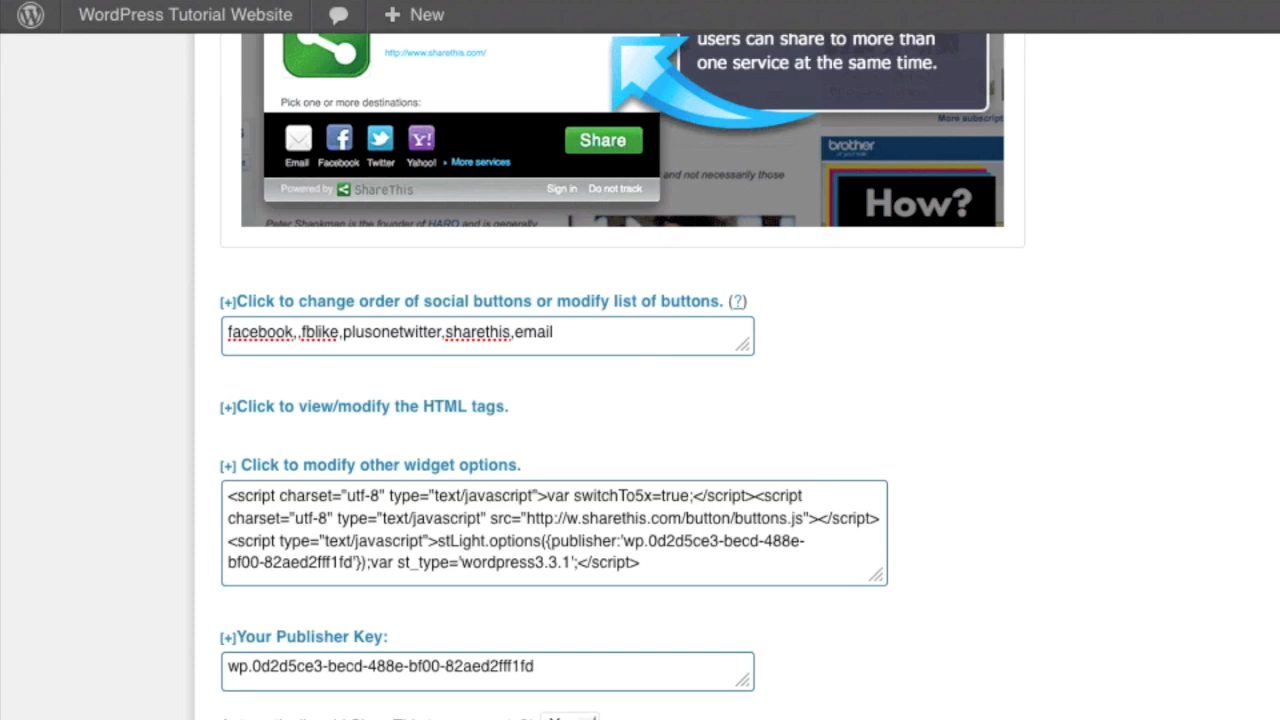 WordPress Tutorial Website
New
users can share to more than
one service at the same time.
http://www.sharethis.com/
Pick one or more destinations:
More subscript
Email Facebook Twitter Yahoo! More services
Share
brother
Powered by ShareThis
Sign in Do not track
and not necessarily those
How?
Peter Shankman is the founder of HARO and is generally
[+]Click to change order of social buttons or modify list of buttons. (?)
facebook,,fblike,plusonetwitter,sharethis,email
[+]Click to view/modify the HTML tags.
[+] Click to modify other widget options.
<script charset="utf-8" type="text/javascript">var switchTo5x=true;</script><script
charset="utf-8" type="text/javascript" src="http://w.sharethis.com/button/buttons.js"></script>
<script type="text/javascript">stLight.options({publisher:'wp.0d2d5ce3-becd-488e-
bf00-82aed2fff1fd'});var st_type='wordpress3.3.1';</script>
[+]Your Publisher Key:
wp.0d2d5ce3-becd-488e-bf00-82aed2fff1fd